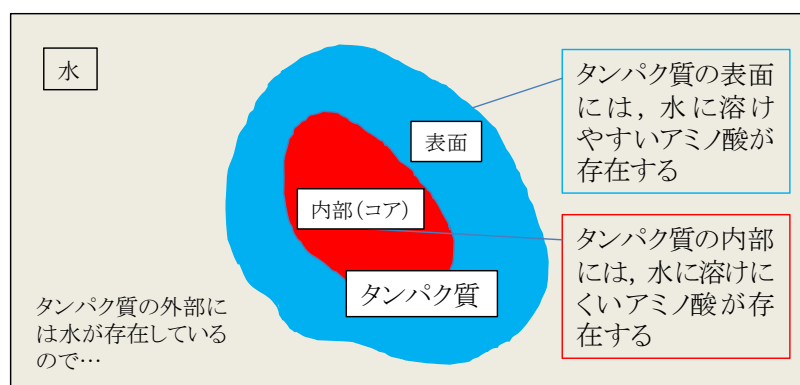 水
タンパク質の表面
には，水に溶け
やすいアミノ酸が
存在する
表面
内部（コア）
タンパク質の内部
には，水に溶けに
くいアミノ酸が存
在する
タンパク質
タンパク質の外部に
は水が存在している
ので…